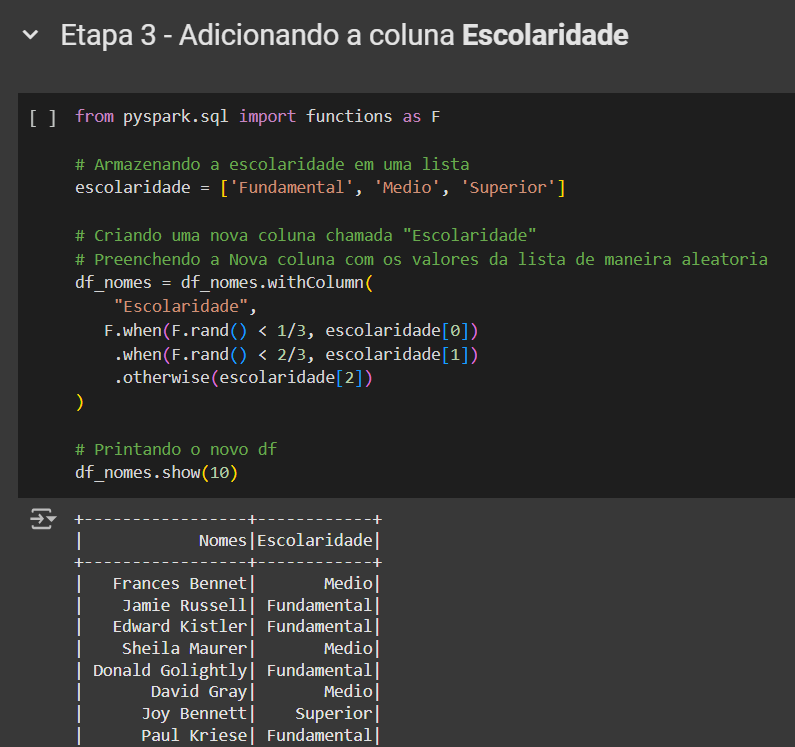 Etapa 3 - Adicionando a coluna Escolaridade
[ ] from pyspark.sql import functions as F
# Armazenando a escolaridade em uma lista
escolaridade = ['Fundamental', 'Medio', 'Superior']
# Criando uma nova coluna chamada "Escolaridade"
# Preenchendo a Nova coluna com os valores da lista de maneira aleatoria
df_nomes = df_nomes.withColumn(
    "Escolaridade",
   F.when(F.rand() < 1/3, escolaridade[0])
    .when(F.rand() < 2/3, escolaridade[1])
    .otherwise(escolaridade[2])
)
# Printando o novo df
df_nomes.show(10)
+-----------------+------------+
|            Nomes|Escolaridade|
+-----------------+------------+
|   Frances Bennet|       Medio|
|    Jamie Russell| Fundamental|
|   Edward Kistler| Fundamental|
|    Sheila Maurer|       Medio|
| Donald Golightly| Fundamental|
|       David Gray|       Medio|
|      Joy Bennett|    Superior|
|      Paul Kriese| Fundamental|